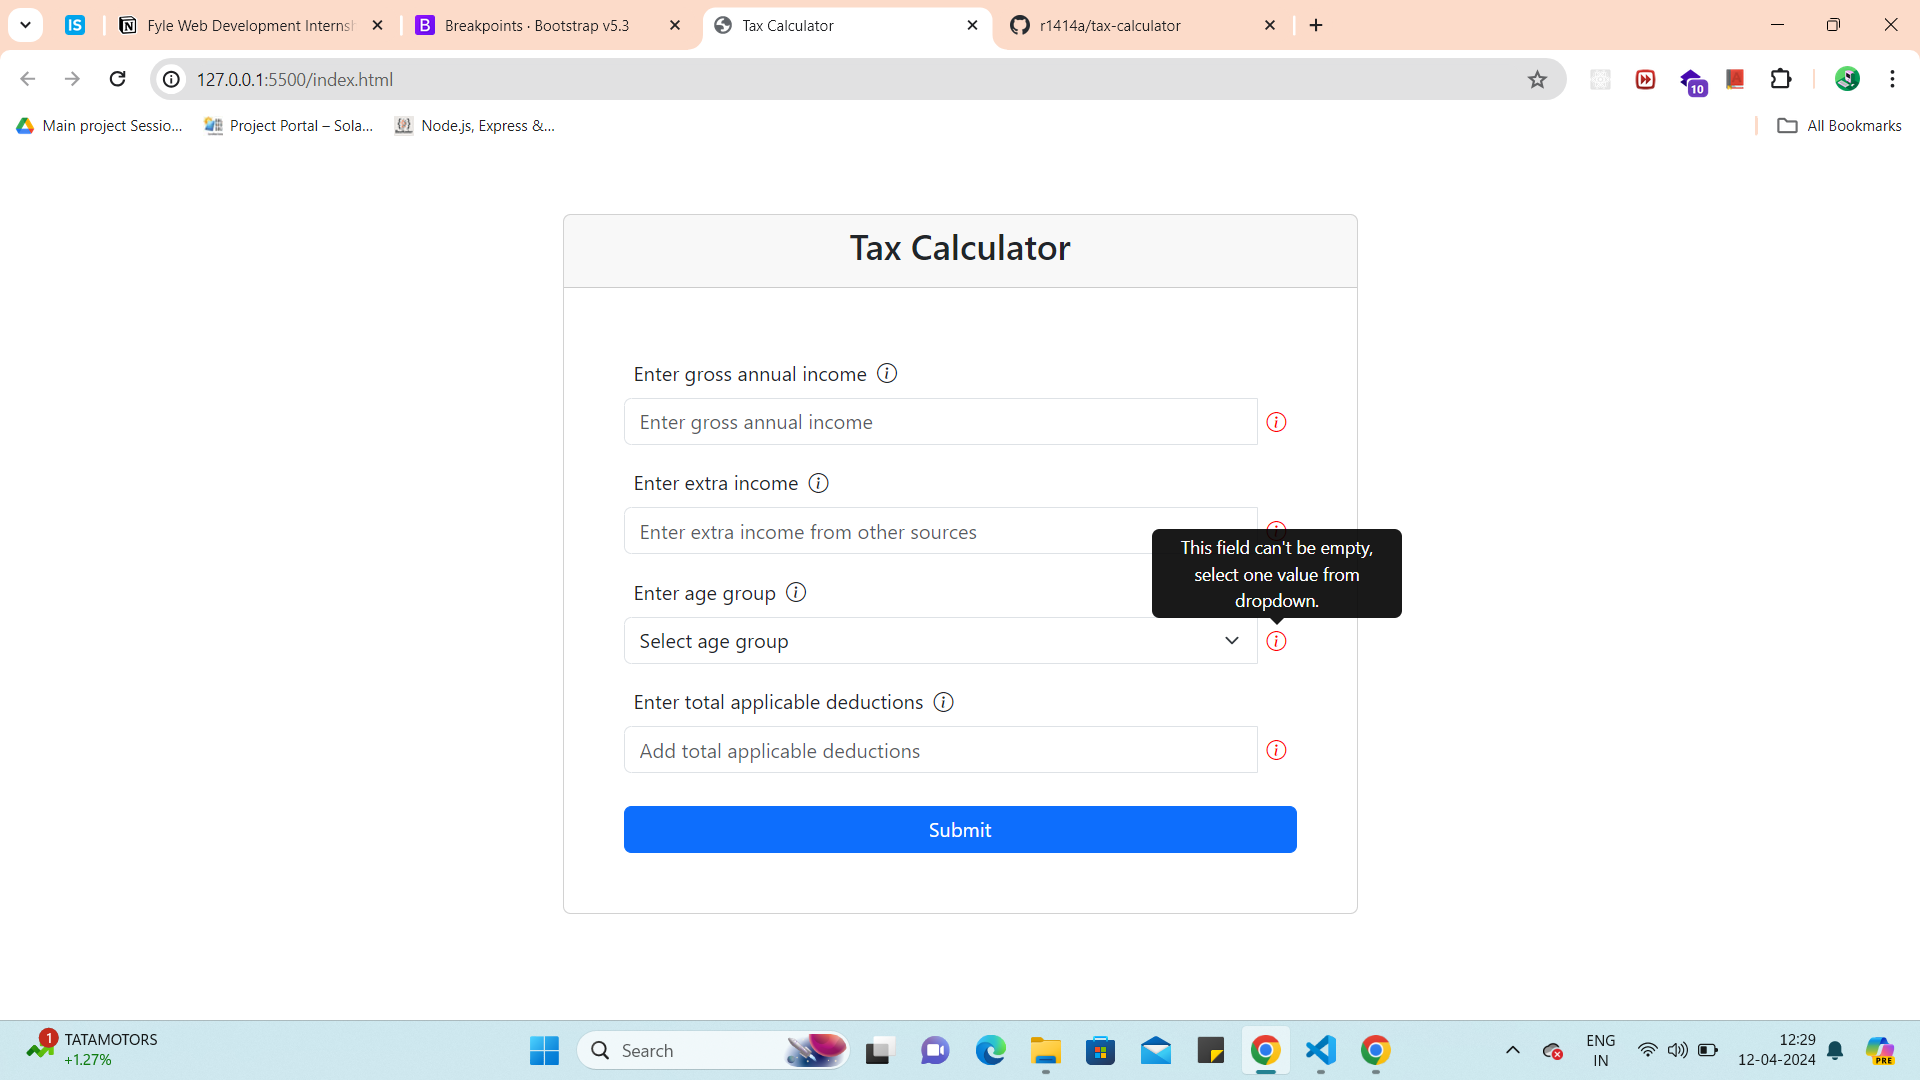 IS
Fyle Web Development Internsh
B
Breakpoints · Bootstrap v5.3
Tax Calculator
r1414a/tax-calculator
127.0.0.1:5500/index.html
10
Main project Sessio...
Project Portal – Sola...
Node.js, Express &...
All Bookmarks
Tax Calculator
Enter gross annual income
Enter gross annual income
Enter extra income
Enter extra income from other sources
This field can't be empty,
select one value from
dropdown.
Enter age group
Select age group
Enter total applicable deductions
Add total applicable deductions
Submit
1
TATAMOTORS
+1.27%
Search
ENG
IN
12:29
12-04-2024
PRE